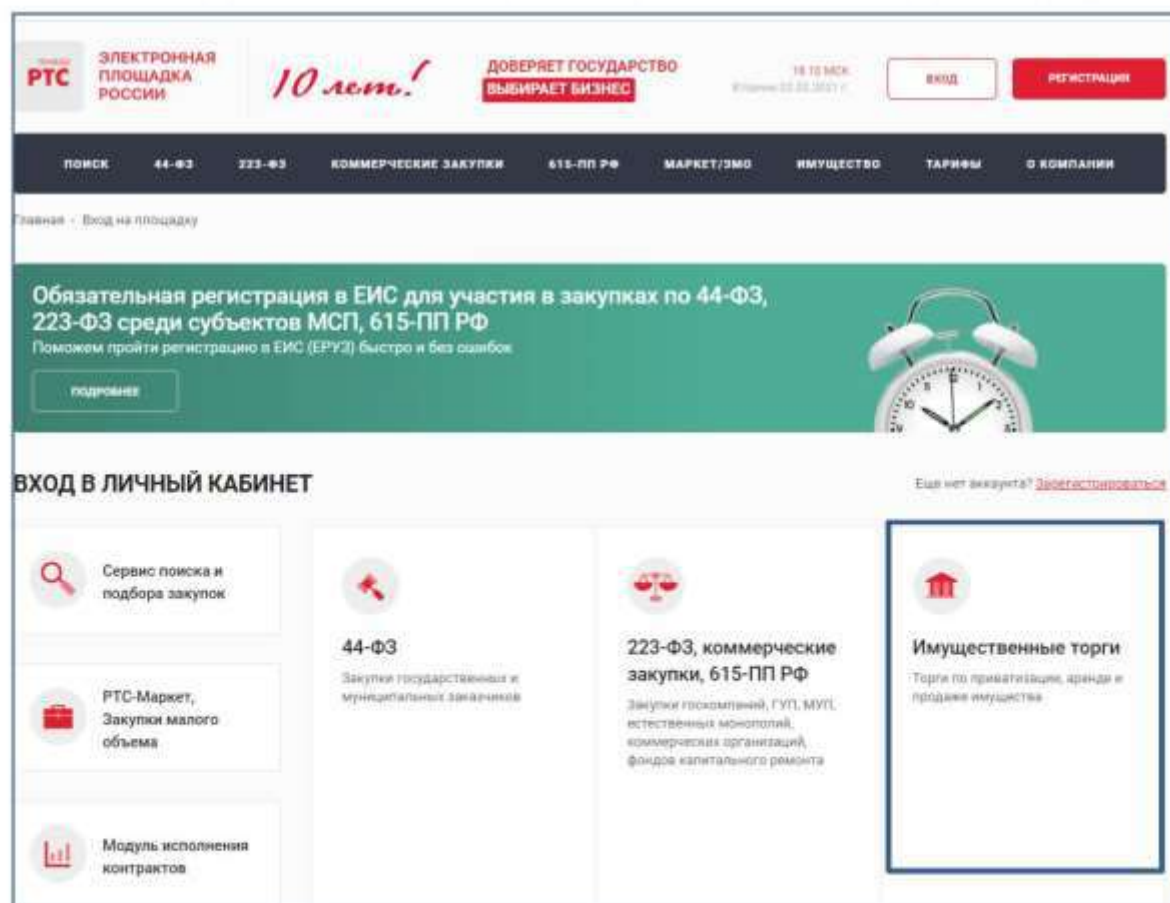 РТС
ЭЛЕКТРОННАЯ
ПЛОЩАДКА
РОССИИ
10 лет!
ДОВЕРЯЕТ ГОСУДАРСТВО
ВЫБИРАЕТ БИЗНЕС
ВХОД
РЕГИСТРАЦИЯ
ПОИСК 44-ФЗ 223-ФЗ КОММЕРЧЕСКИЕ ЗАКУПКИ 615-ПП РФ МАРКЕТ/ЗМО ИМУЩЕСТВО ТАРИФЫ О КОМПАНИИ
Главная - Вход на площадку
Обязательная регистрация в ЕИС для участия в закупках по 44-ФЗ,
223-ФЗ среди субъектов МСП, 615-ПП РФ
Поможем пройти регистрацию в ЕИС (ЕРУЗ) быстро и без ошибок
ПОДРОБНЕЕ
ВХОД В ЛИЧНЫЙ КАБИНЕТ
Еще нет аккаунта? Зарегистрироваться
Сервис поиска и
подбора закупок
РТС-Маркет,
Закупки малого
объема
Модуль исполнения
контрактов
44-ФЗ
Закупки государственных и
муниципальных заказчиков
223-ФЗ, коммерческие
закупки, 615-ПП РФ
Закупки госкомпаний, ГУП, МУП,
естественных монополий,
коммерческих организаций,
фондов капитального ремонта
Имущественные торги
Торги по приватизации, аренде и
продаже имущества